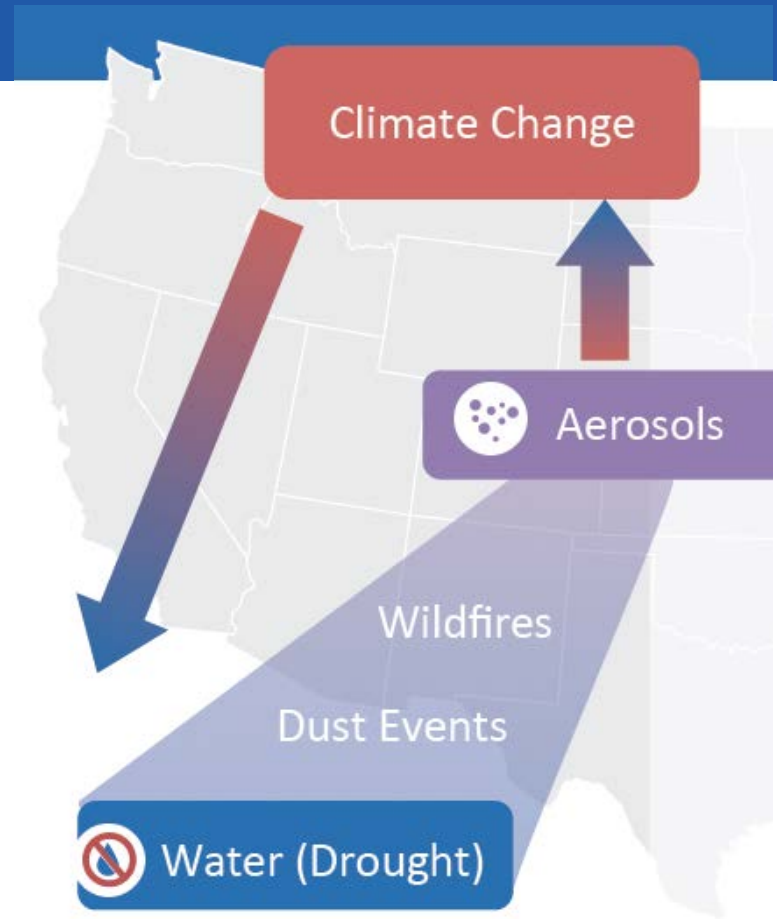 Climate Change
Aerosols
Wildfires
Dust Events
Water (Drought)